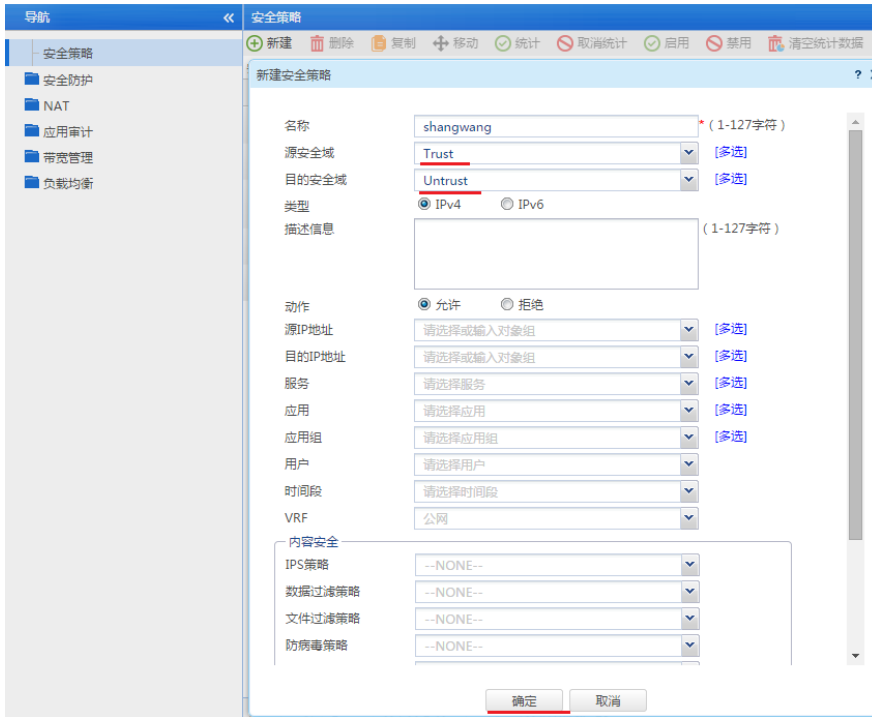 导航 «
安全策略
安全防护
NAT
应用审计
带宽管理
负载均衡
安全策略
新建 删除 复制 移动 统计 取消统计 启用 禁用 清空统计数据
新建安全策略 ?
名称 shangwang * ( 1-127字符 )
源安全域 Trust [多选]
目的安全域 Untrust [多选]
类型 IPv4 IPv6
描述信息 ( 1-127字符 )
动作 允许 拒绝
源IP地址 请选择或输入对象组 [多选]
目的IP地址 请选择或输入对象组 [多选]
服务 请选择服务 [多选]
应用 请选择应用 [多选]
应用组 请选择应用组 [多选]
用户 请选择用户
时间段 请选择时间段
VRF 公网
内容安全
IPS策略 --NONE--
数据过滤策略 --NONE--
文件过滤策略 --NONE--
防病毒策略 --NONE--
确定 取消